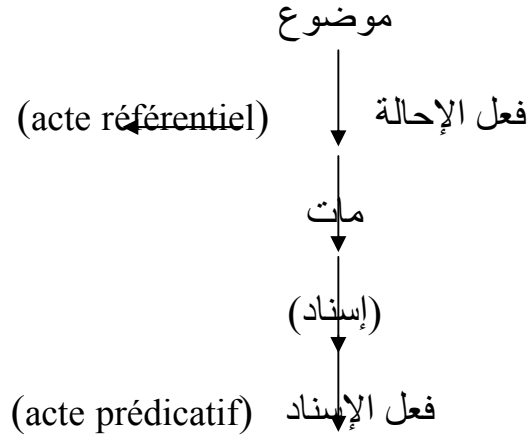 موضوع
فعل الإحالة (acte référentiel)
مات
(إسناد)
فعل الإسناد (acte prédicatif)